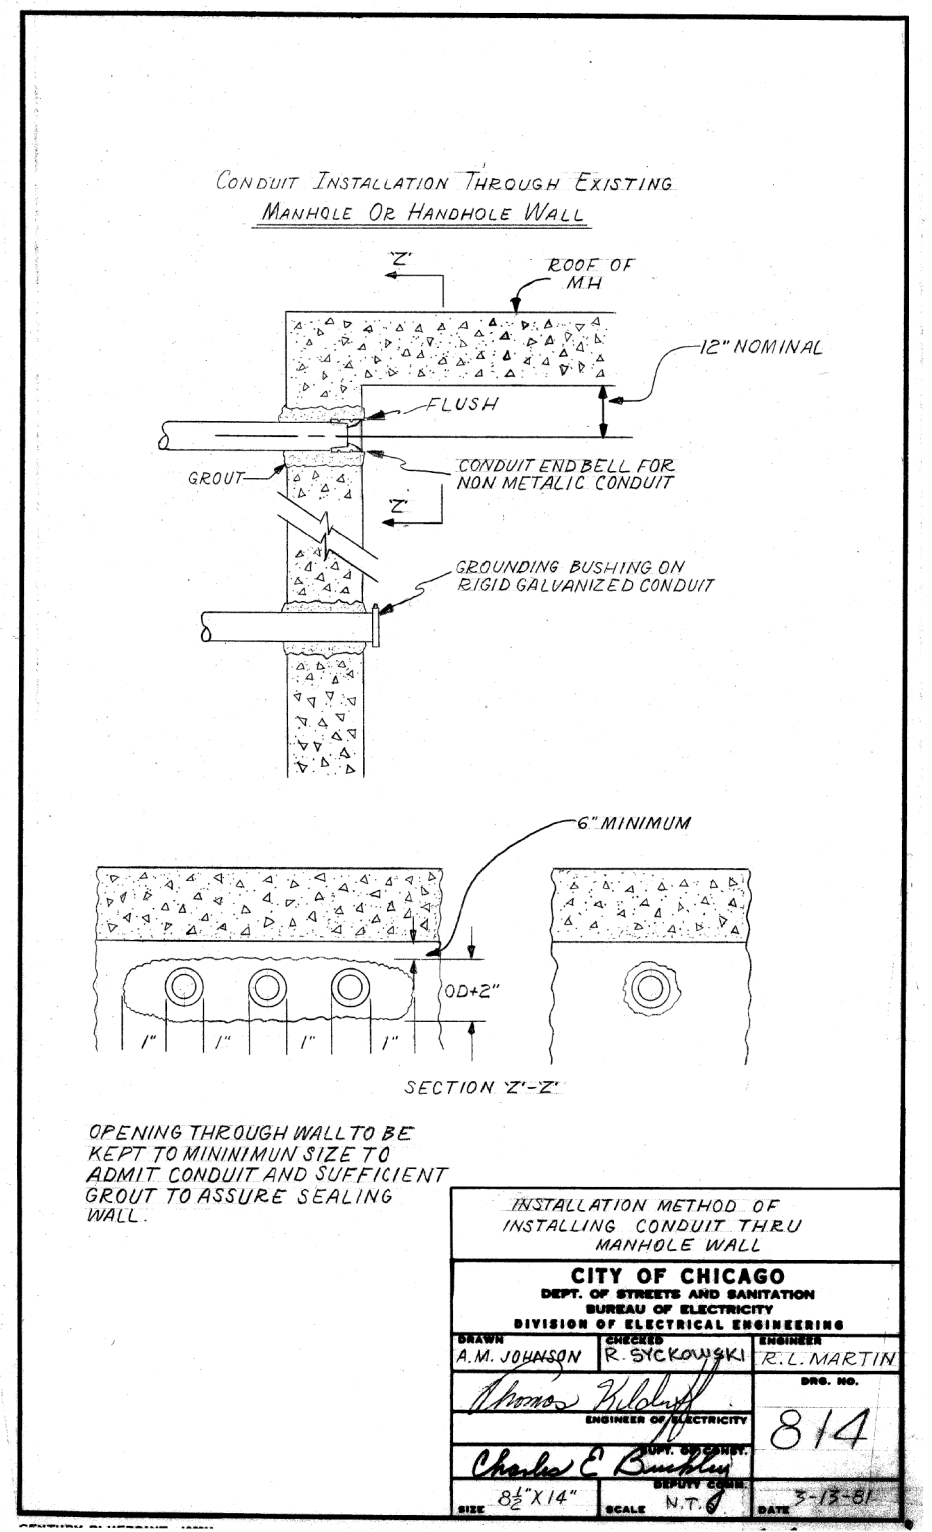 CONDUIT INSTALLATION THROUGH EXISTING
MANHOLE OR HANDHOLE WALL
'Z'
ROOF OF
MH
12" NOMINAL
FLUSH
GROUT
CONDUIT END BELL FOR
NON METALIC CONDUIT
'Z'
GROUNDING BUSHING ON
RIGID GALVANIZED CONDUIT
6" MINIMUM
OD+2"
1" 1" 1" 1"
SECTION 'Z'-'Z'
OPENING THROUGH WALL TO BE
KEPT TO MININIMUN SIZE TO
ADMIT CONDUIT AND SUFFICIENT
GROUT TO ASSURE SEALING
WALL.
INSTALLATION METHOD OF
INSTALLING CONDUIT THRU
MANHOLE WALL
CITY OF CHICAGO
DEPT. OF STREETS AND SANITATION
BUREAU OF ELECTRICITY
DIVISION OF ELECTRICAL ENGINEERING
DRAWN CHECKED ENGINEER
A.M. JOHNSON R. SYCKOWSKI R.L. MARTIN
Thomas
DRG. NO.
814
ENGINEER OF ELECTRICITY
SUPT. OF CONST.
Charles E Buckley
DEPUTY COMM.
SIZE 8½" X 14" SCALE N.T. DATE 3-13-81